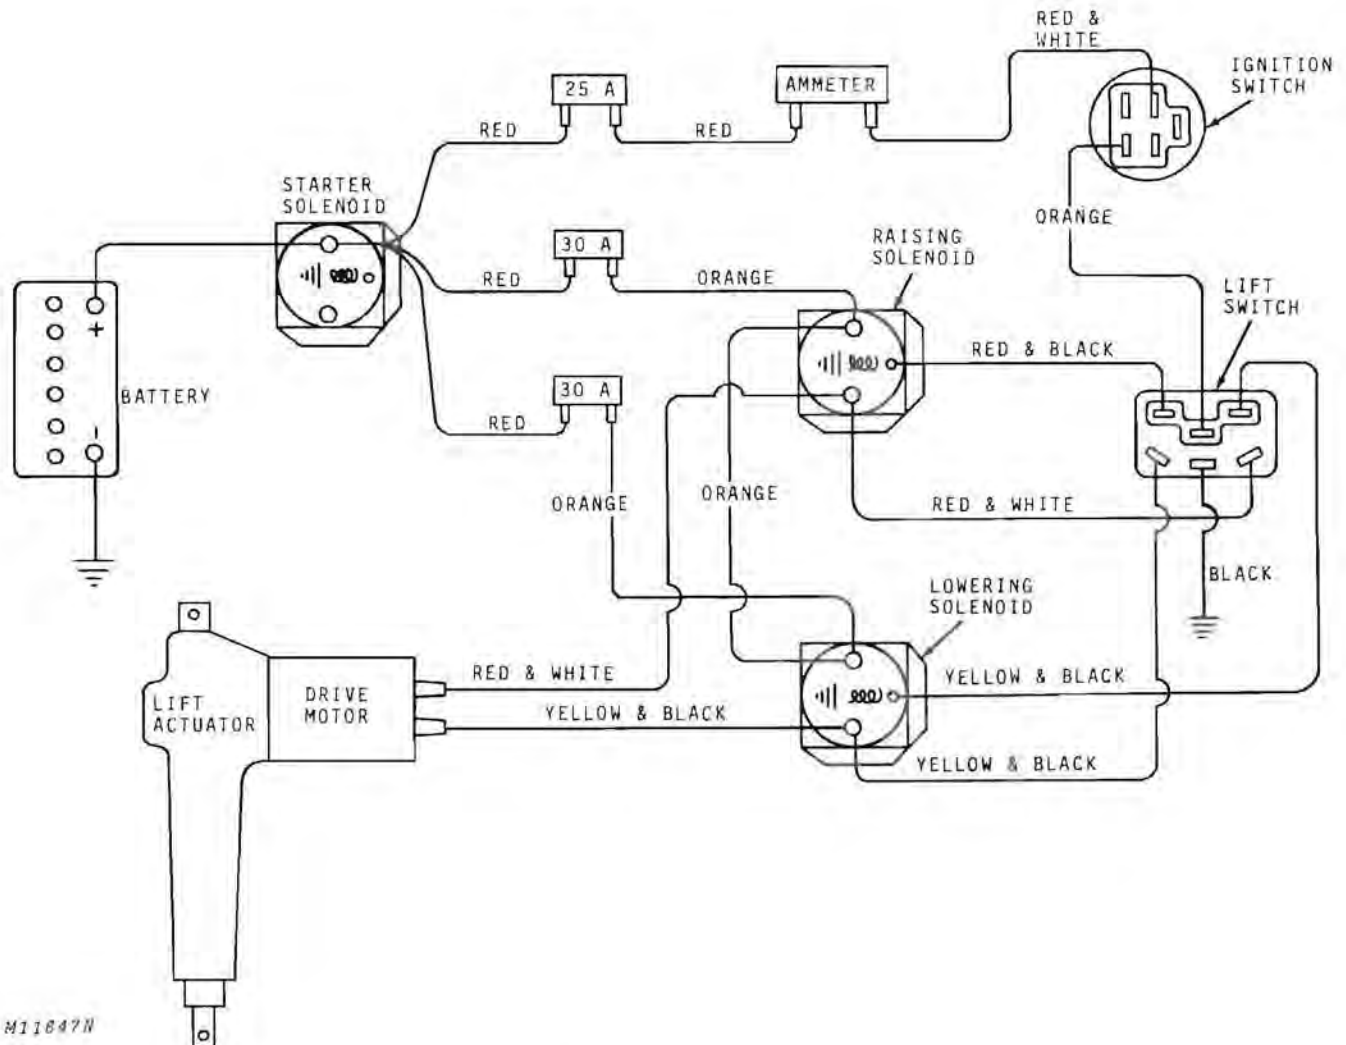 RED &
WHITE
IGNITION
SWITCH
25 A
AMMETER
RED
RED
STARTER
SOLENOID
ORANGE
30 A
RAISING
SOLENOID
RED
ORANGE
LIFT
SWITCH
+
RED & BLACK
BATTERY
30 A
RED
-
ORANGE
ORANGE
RED & WHITE
BLACK
LOWERING
SOLENOID
RED & WHITE
YELLOW & BLACK
LIFT
ACTUATOR
DRIVE
MOTOR
YELLOW & BLACK
YELLOW & BLACK
M11647N